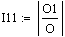 I11 := |O1/O|